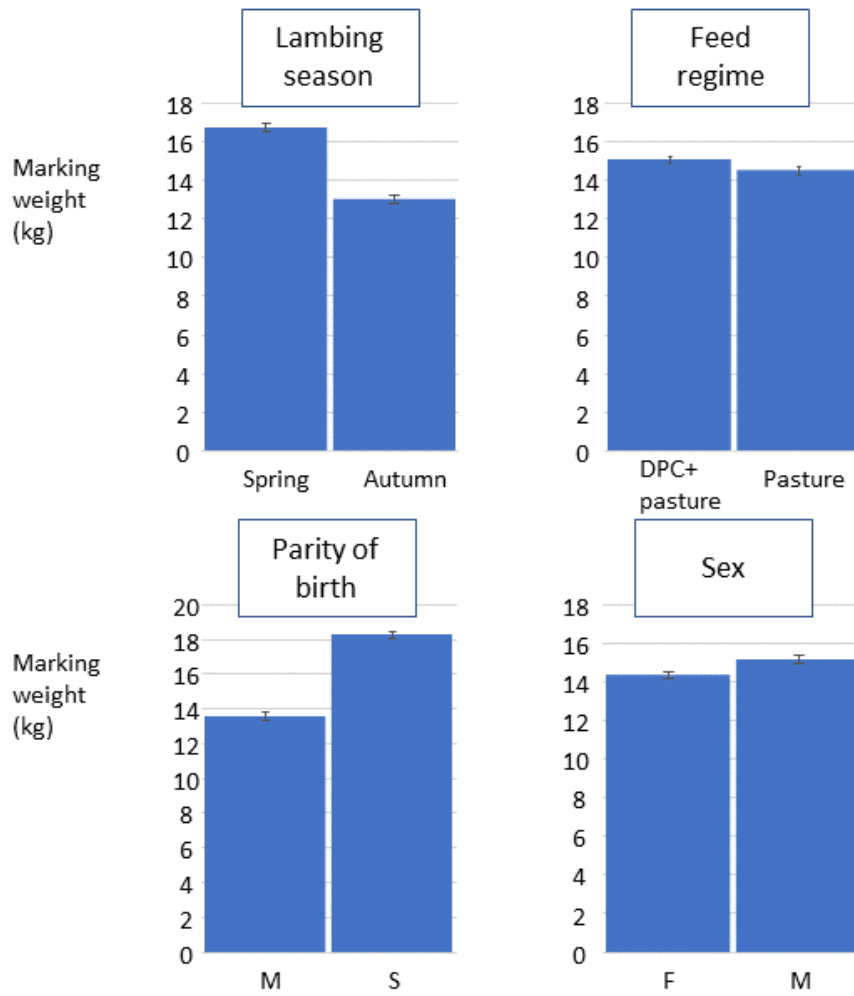 Lambing
season
Marking
weight
(kg)
18
16
14
12
10
8
6
4
2
0
Spring Autumn
Feed
regime
18
16
14
12
10
8
6
4
2
0
DPC+
pasture
Pasture
Parity of
birth
Marking
weight
(kg)
20
18
16
14
12
10
8
6
4
2
0
M S
Sex
18
16
14
12
10
8
6
4
2
0
F M